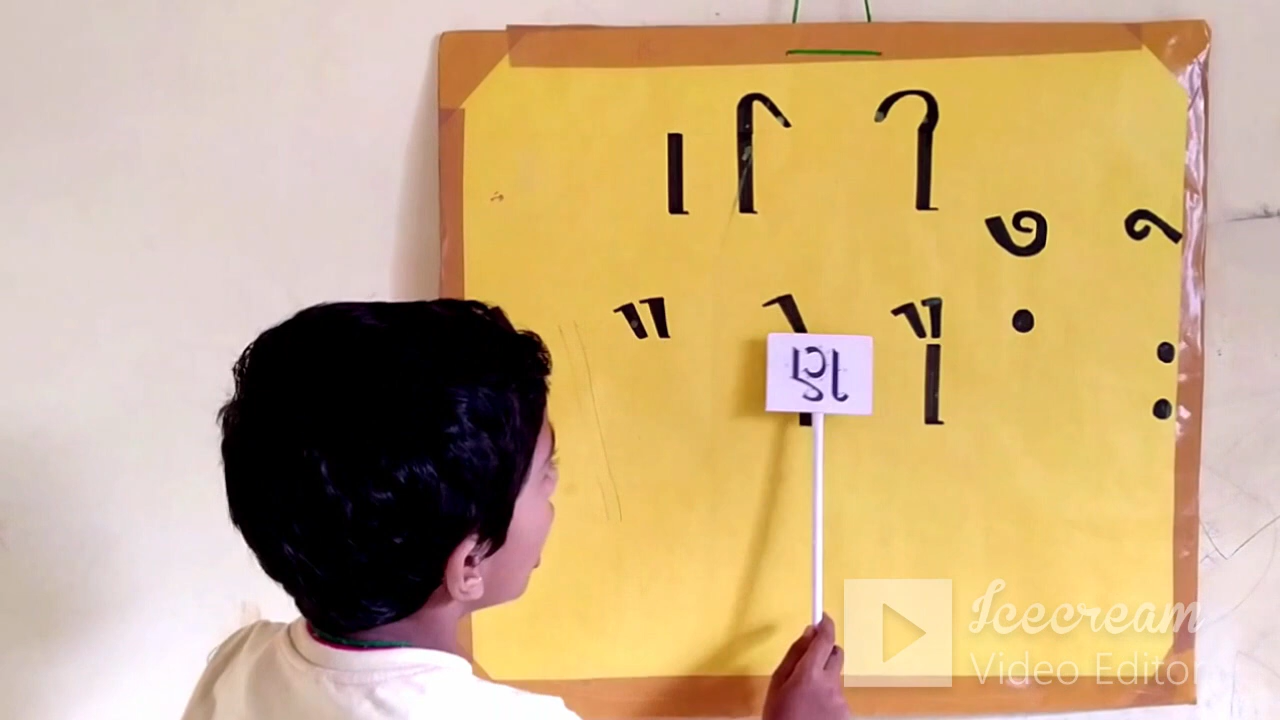 ા િ ી ુ ૂ
ૈ ો ૌ ં ઃ
Icecream
Video Editor